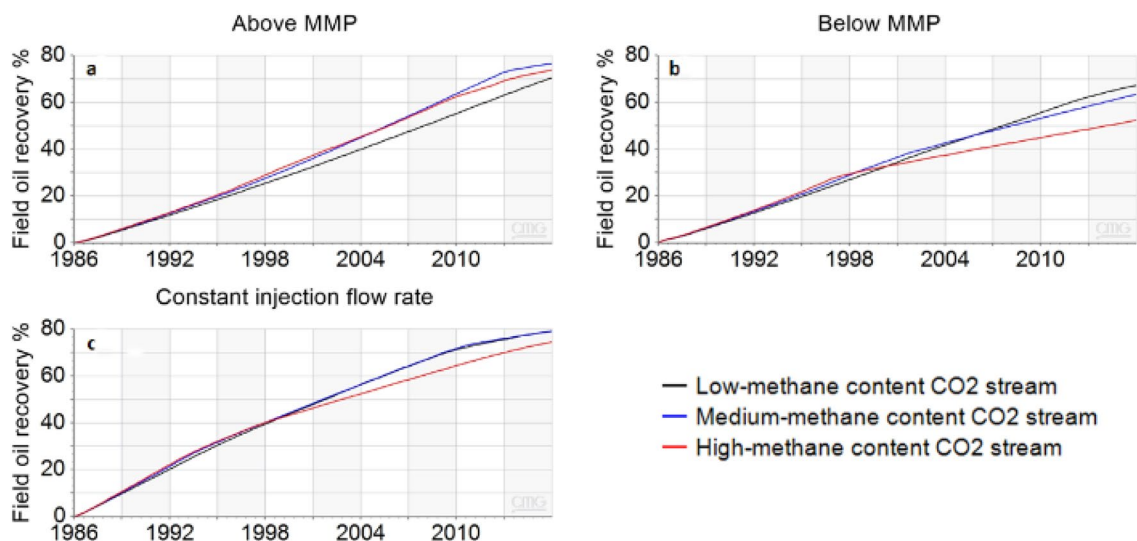 Above MMP
Below MMP
Field oil recovery %
80
60
40
20
0
a
1986 1992 1998 2004 2010
CMG
Field oil recovery %
80
60
40
20
0
b
1986 1992 1998 2004 2010
CMG
Constant injection flow rate
Field oil recovery %
80
60
40
20
0
c
1986 1992 1998 2004 2010
CMG
Low-methane content CO2 stream
Medium-methane content CO2 stream
High-methane content CO2 stream